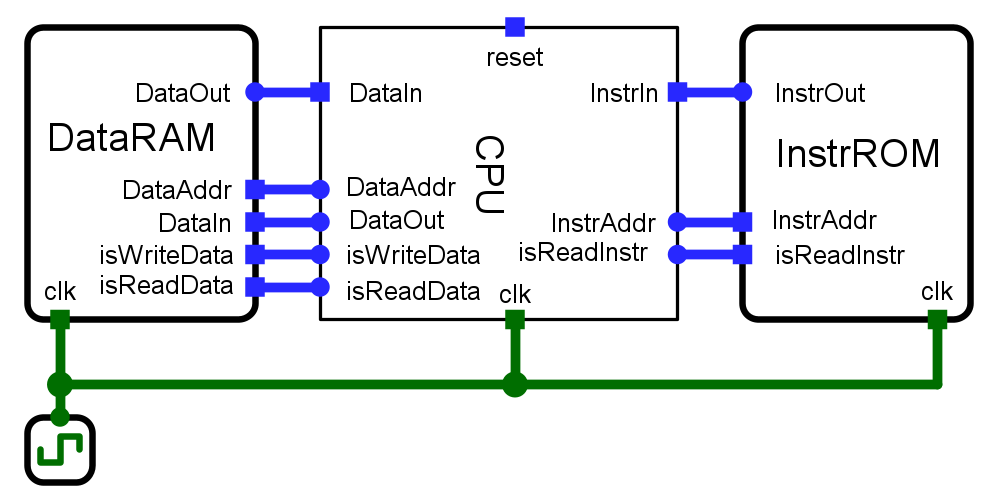 reset
DataOut
DataIn
InstrIn
InstrOut
DataRAM
CPU
InstrROM
DataAddr
DataAddr
DataIn
DataOut
InstrAddr
InstrAddr
isWriteData
isWriteData
isReadInstr
isReadInstr
isReadData
isReadData
clk
clk
clk